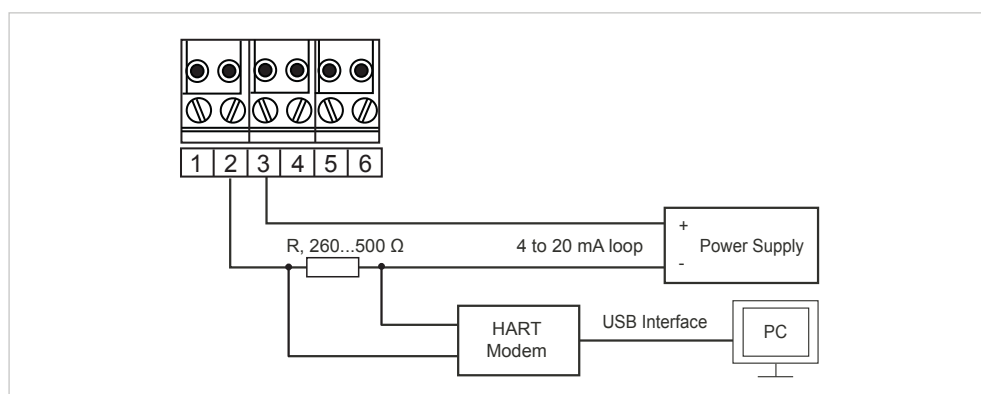 1 2 3 4 5 6
+
R, 260...500 Ω
4 to 20 mA loop
Power Supply
-
HART
Modem
USB Interface
PC